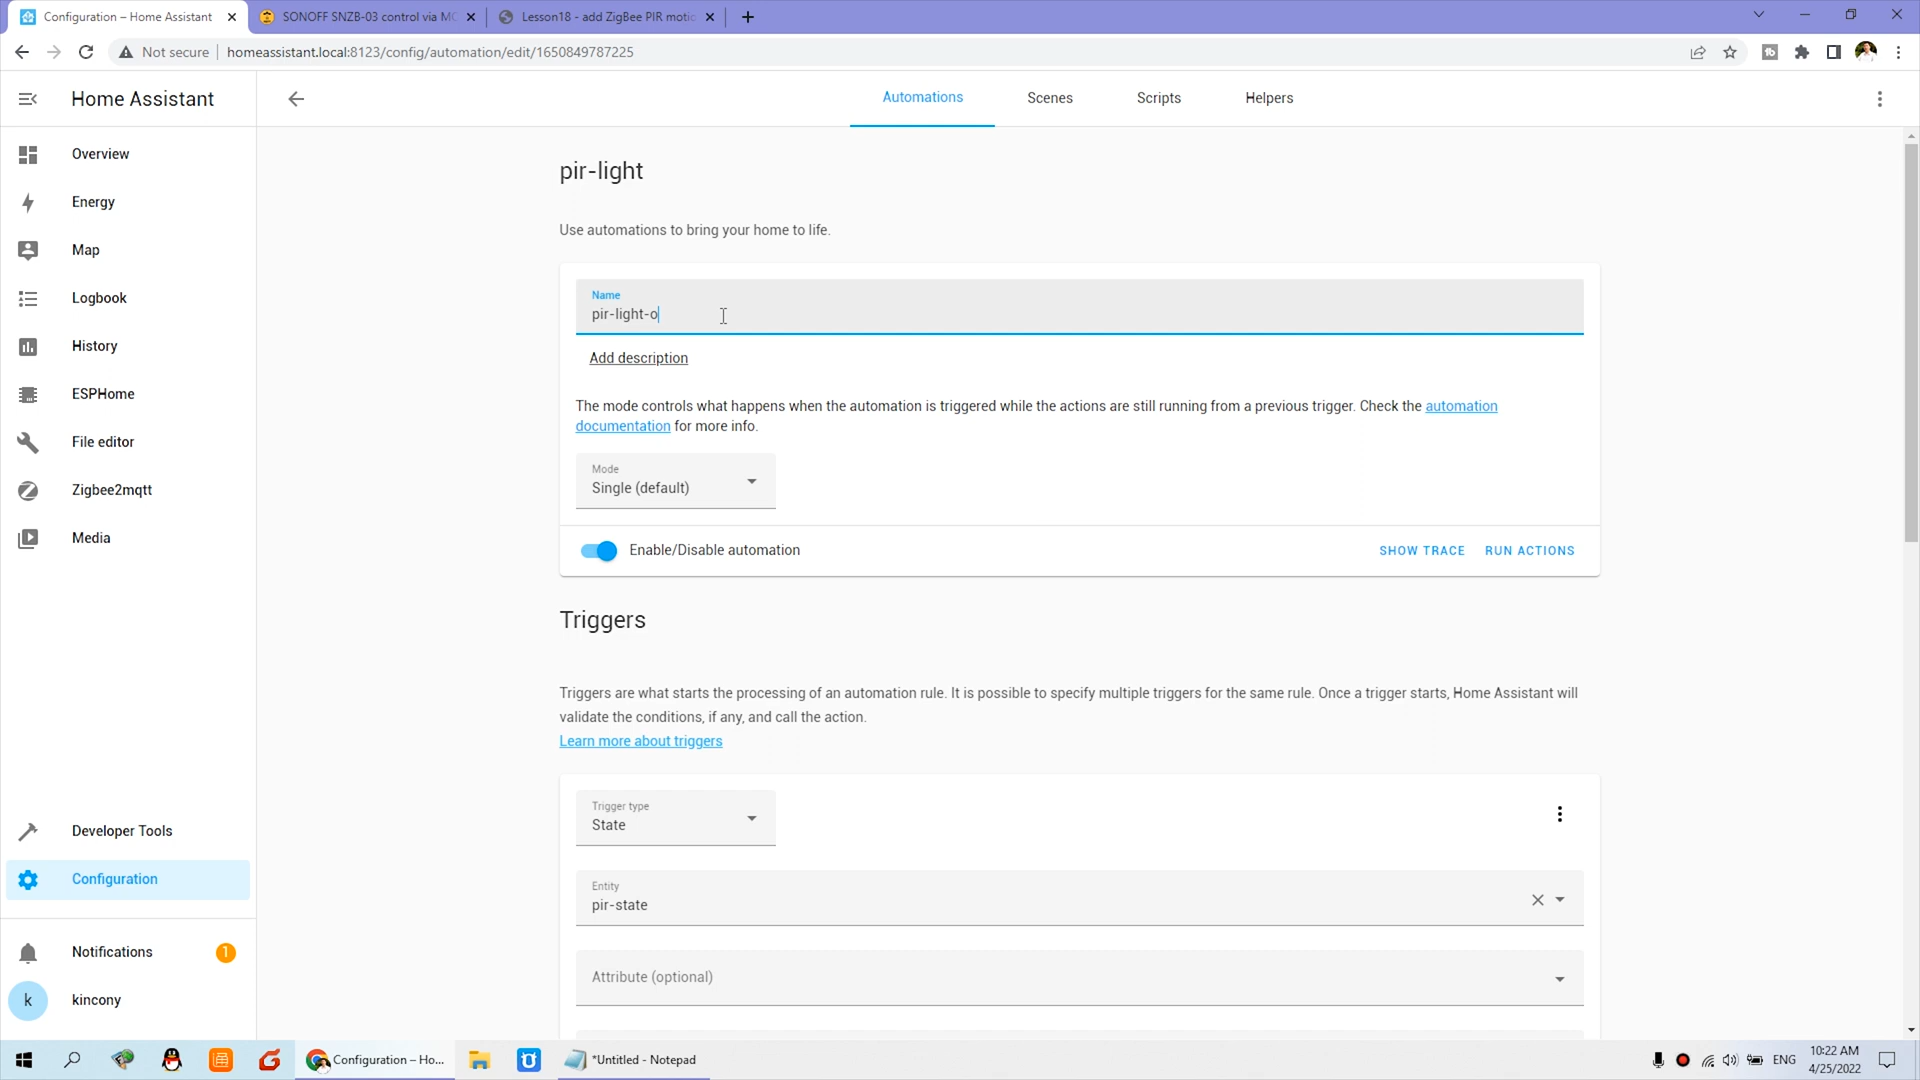 Configuration – Home Assistant
SONOFF SNZB-03 control via MC
Lesson18 - add ZigBee PIR motio
Not secure
homeassistant.local:8123/config/automation/edit/1650849787225
Home Assistant
Automations
Scenes
Scripts
Helpers
Overview
Energy
Map
Logbook
History
ESPHome
File editor
Zigbee2mqtt
Media
Developer Tools
Configuration
Notifications
1
k
kincony
pir-light
Use automations to bring your home to life.
Name
pir-light-o
Add description
The mode controls what happens when the automation is triggered while the actions are still running from a previous trigger. Check the automation
documentation for more info.
Mode
Single (default)
Enable/Disable automation
SHOW TRACE
RUN ACTIONS
Triggers
Triggers are what starts the processing of an automation rule. It is possible to specify multiple triggers for the same rule. Once a trigger starts, Home Assistant will
validate the conditions, if any, and call the action.
Learn more about triggers
Trigger type
State
Entity
pir-state
Attribute (optional)
Configuration – Ho...
*Untitled - Notepad
ENG
10:22 AM
4/25/2022